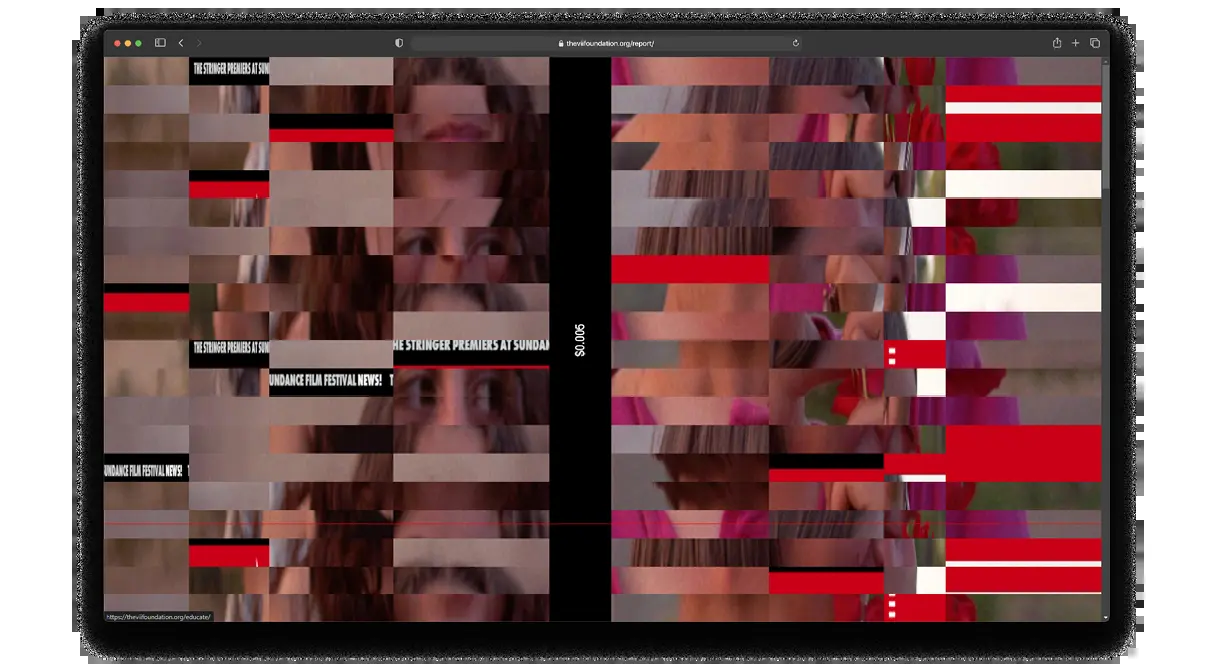 theviifoundation.org/report/
THE STRINGER PREMIERS AT SUN
THE STRINGER PREMIERS AT SUN
HE STRINGER PREMIERS AT SUNDAN
$0.006
UNDANCE FILM FESTIVAL NEWS! T
UNDANCE FILM FESTIVAL NEWS!
https://theviifoundation.org/educate/